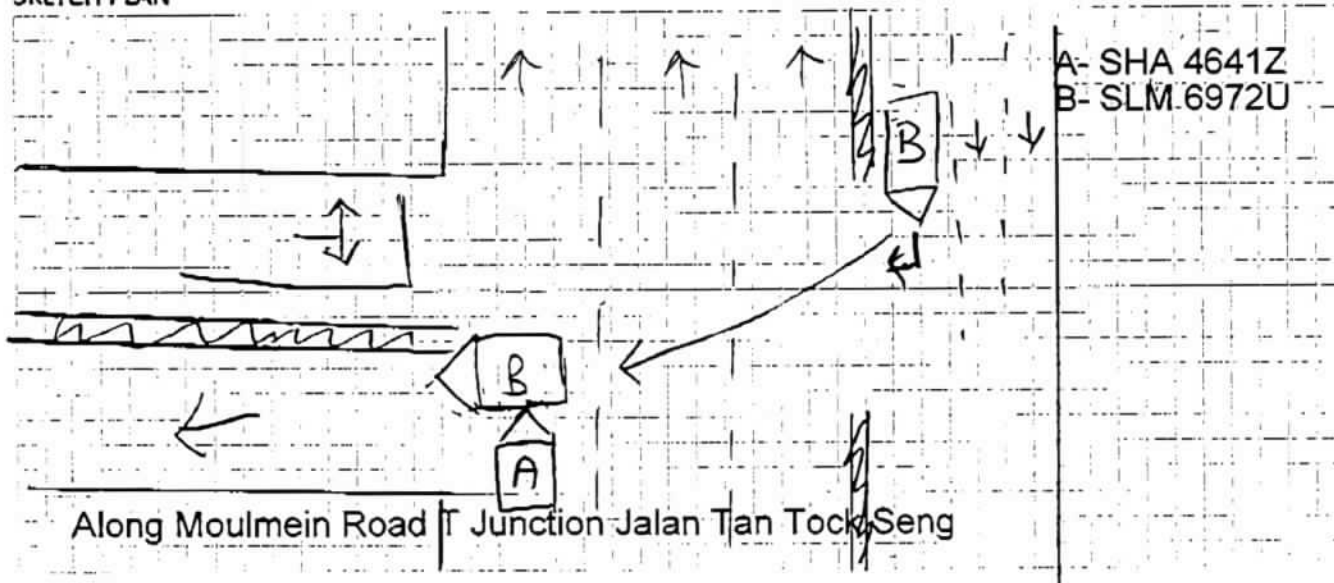 SKETCH PLAN
A- SHA 4641Z
B- SLM 6972U
B
B
A
Along Moulmein Road T Junction Jalan Tan Tock Seng